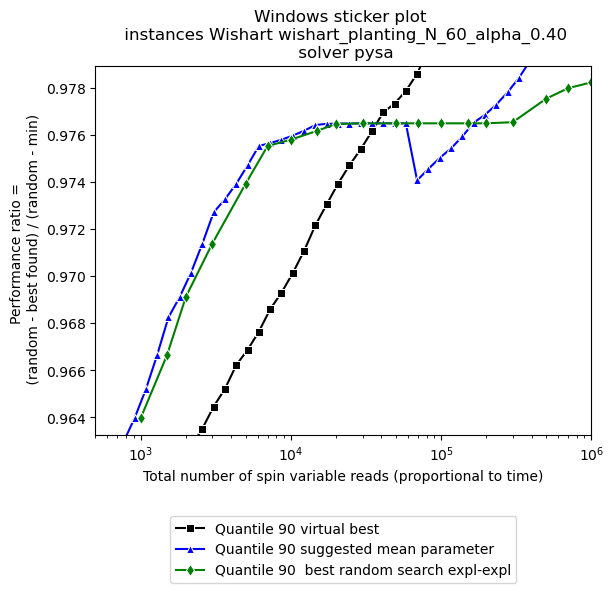 Windows sticker plot
instances Wishart wishart_planting_N_60_alpha_0.40
solver pysa
Performance ratio =
(random - best found) / (random - min)
0.978
0.976
0.974
0.972
0.970
0.968
0.966
0.964
10³
10⁴
10⁵
10⁶
Total number of spin variable reads (proportional to time)
Quantile 90 virtual best
Quantile 90 suggested mean parameter
Quantile 90  best random search expl-expl